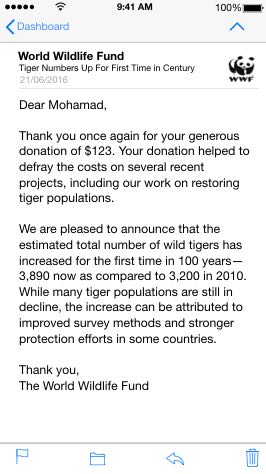 9:41 AM
100%
Dashboard
World Wildlife Fund
Tiger Numbers Up For First Time in Century
21/06/2016
WWF
Dear Mohamad,
Thank you once again for your generous
donation of $123. Your donation helped to
defray the costs on several recent
projects, including our work on restoring
tiger populations.
We are pleased to announce that the
estimated total number of wild tigers has
increased for the first time in 100 years—
3,890 now as compared to 3,200 in 2010.
While many tiger populations are still in
decline, the increase can be attributed to
improved survey methods and stronger
protection efforts in some countries.
Thank you,
The World Wildlife Fund